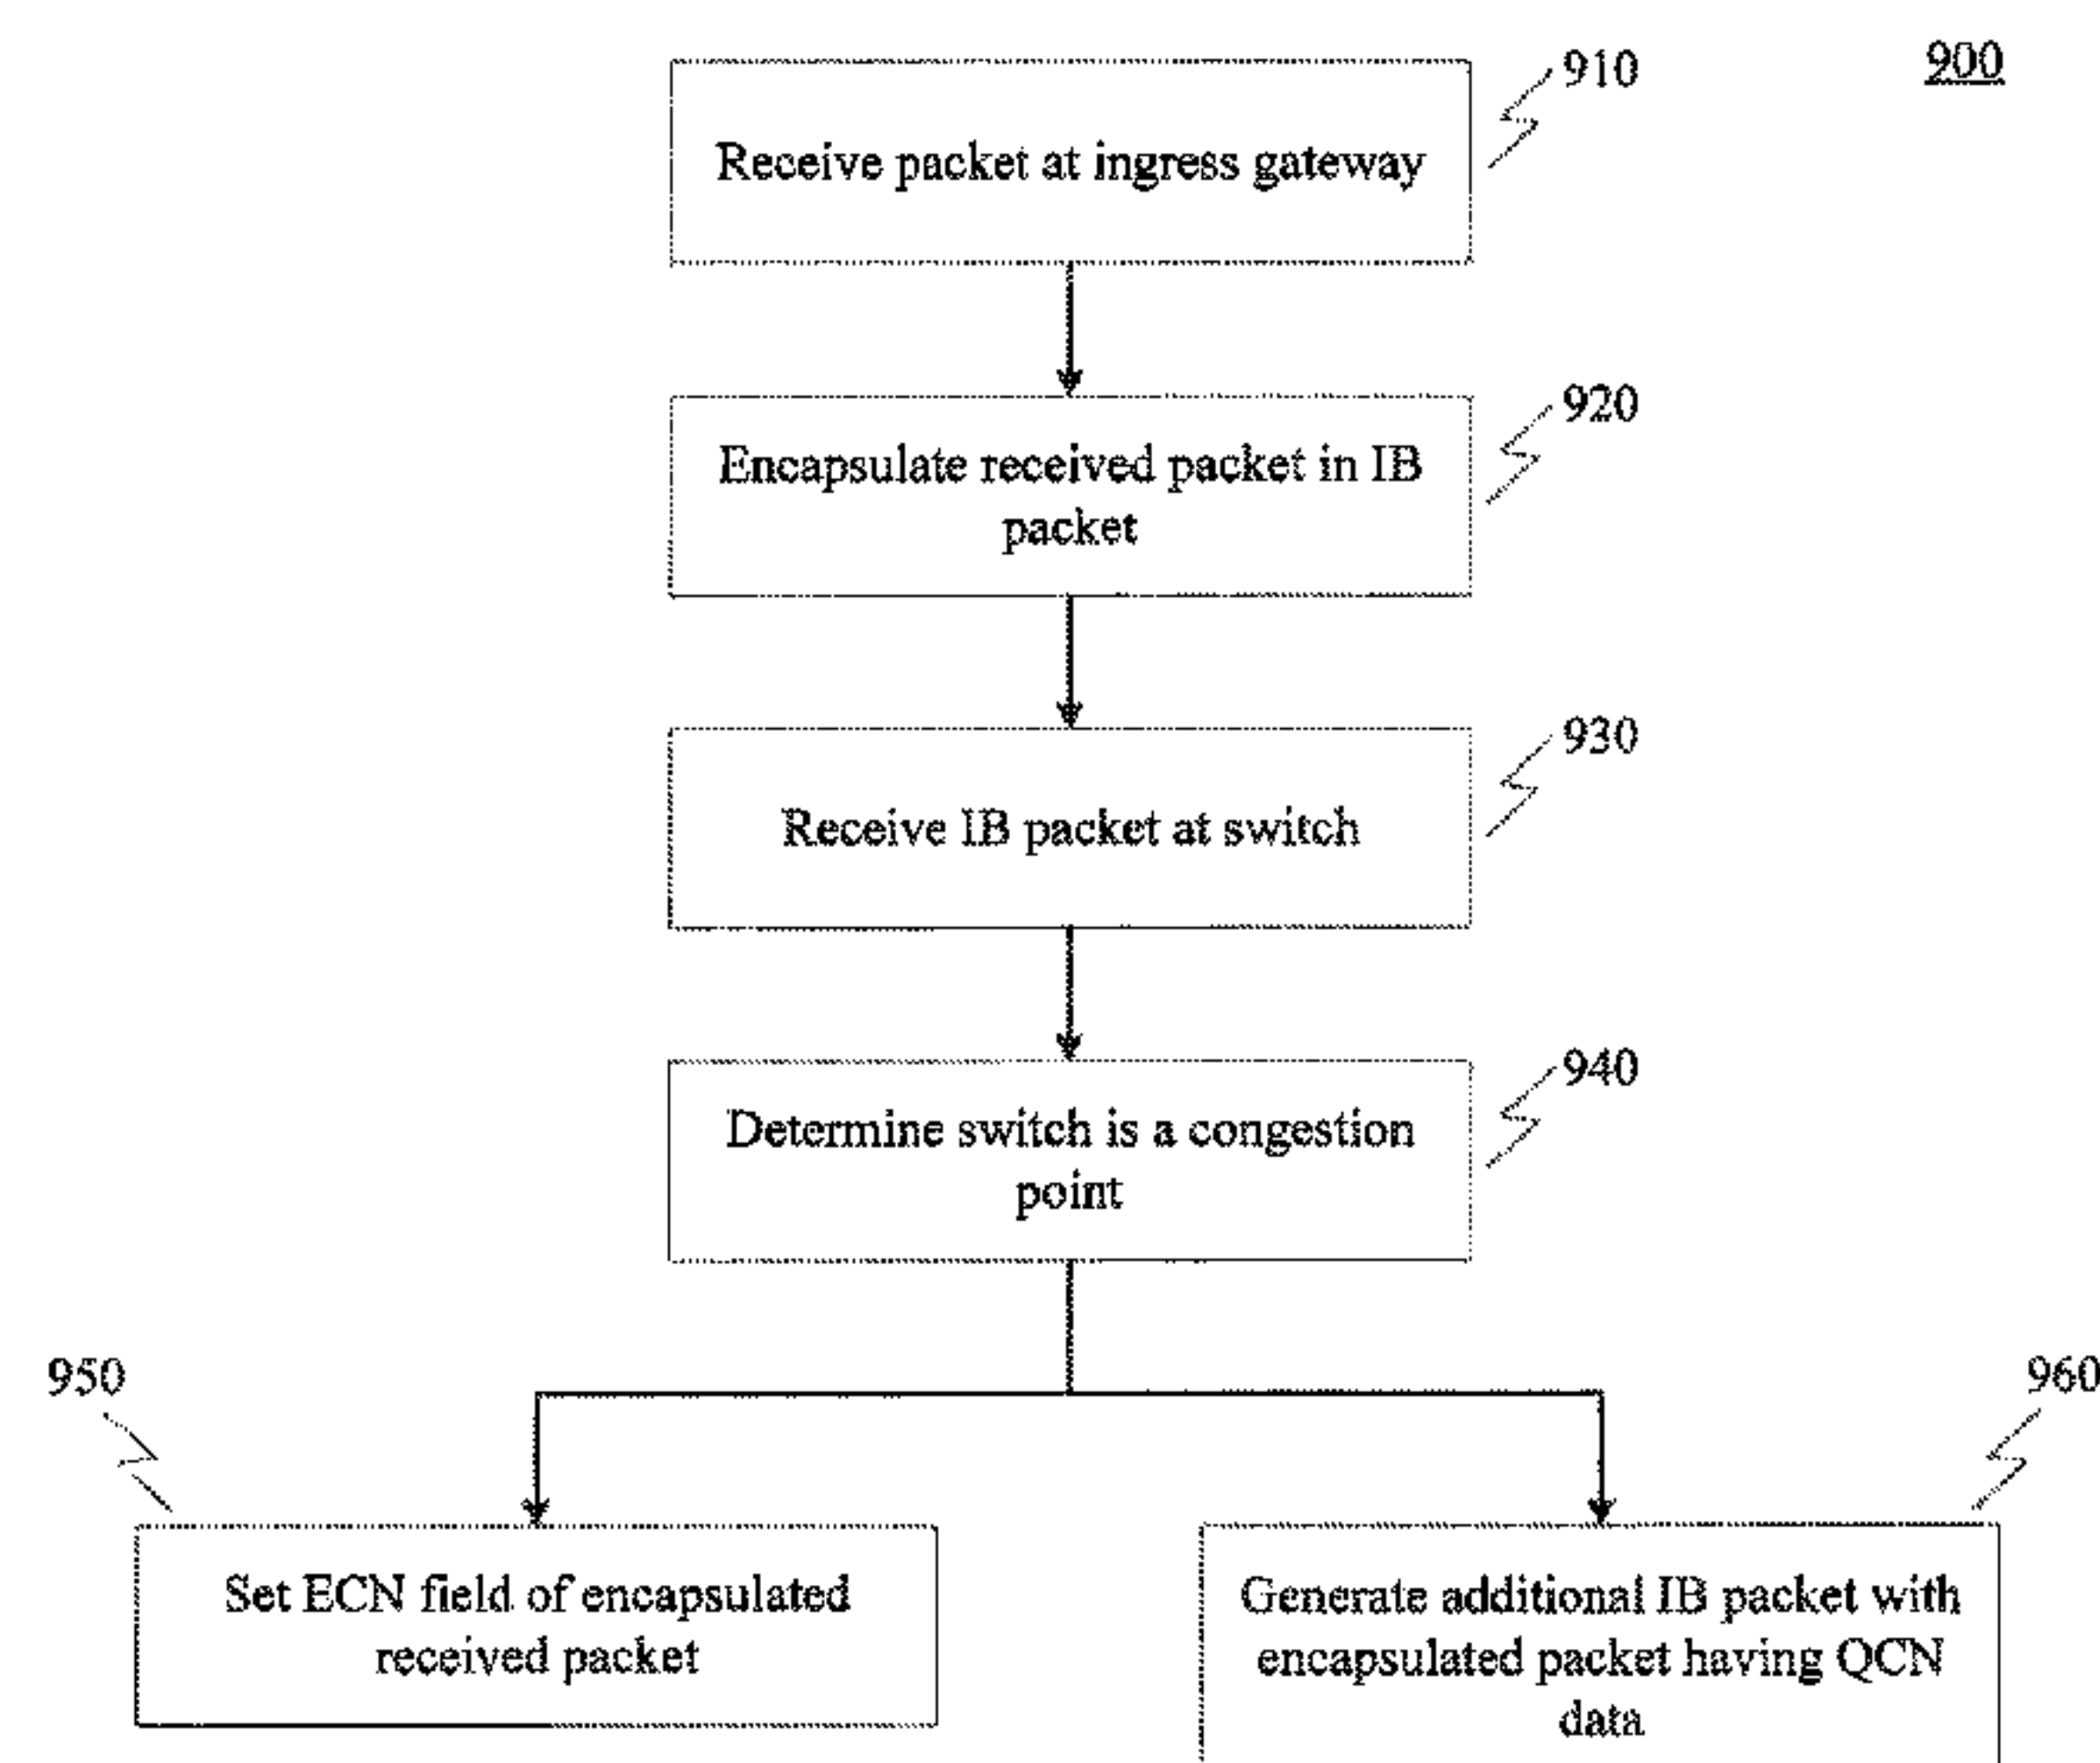 900
910
Receive packet at ingress gateway
920
Encapsulate received packet in IB
packet
930
Receive IB packet at switch
940
Determine switch is a congestion
point
950
960
Set ECN field of encapsulated
received packet
Generate additional IB packet with
encapsulated packet having QCN
data